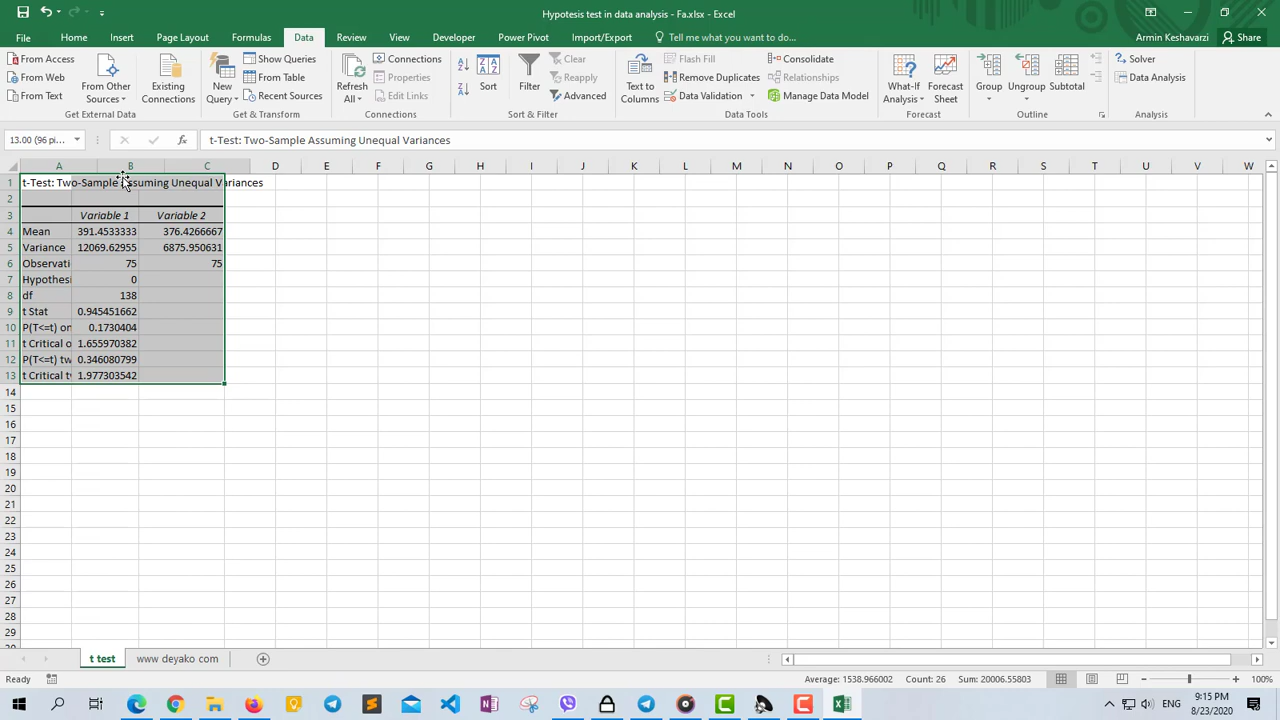 Hypotesis test in data analysis - Fa.xlsx - Excel
File Home Insert Page Layout Formulas Data Review View Developer Power Pivot Import/Export Tell me what you want to do... Armin Keshavarzi Share
From Access
From Web
From Text
From Other Sources
Existing Connections
Get External Data
New Query
Show Queries
From Table
Recent Sources
Get & Transform
Refresh All
Connections
Properties
Edit Links
Connections
Sort
Filter
Clear
Reapply
Advanced
Sort & Filter
Text to Columns
Flash Fill
Remove Duplicates
Data Validation
Consolidate
Relationships
Manage Data Model
Data Tools
What-If Analysis
Forecast Sheet
Forecast
Group
Ungroup
Subtotal
Outline
Solver
Data Analysis
Analysis
13.00 (96 pi... fx t-Test: Two-Sample Assuming Unequal Variances
A B C D E F G H I J K L M N O P Q R S T U V W
1 t-Test: Two-Sample Assuming Unequal Variances
2
3 Variable 1 Variable 2
4 Mean 391.4533333 376.4266667
5 Variance 12069.62955 6875.950631
6 Observati 75 75
7 Hypothesi 0
8 df 138
9 t Stat 0.945451662
10 P(T<=t) on 0.1730404
11 t Critical o 1.655970382
12 P(T<=t) tw 0.346080799
13 t Critical tw 1.977303542
14
15
16
17
18
19
20
21
22
23
24
25
26
27
28
29
t test www deyako com
Ready Average: 1538.966002 Count: 26 Sum: 20006.55803 100%
ENG 9:15 PM
8/23/2020